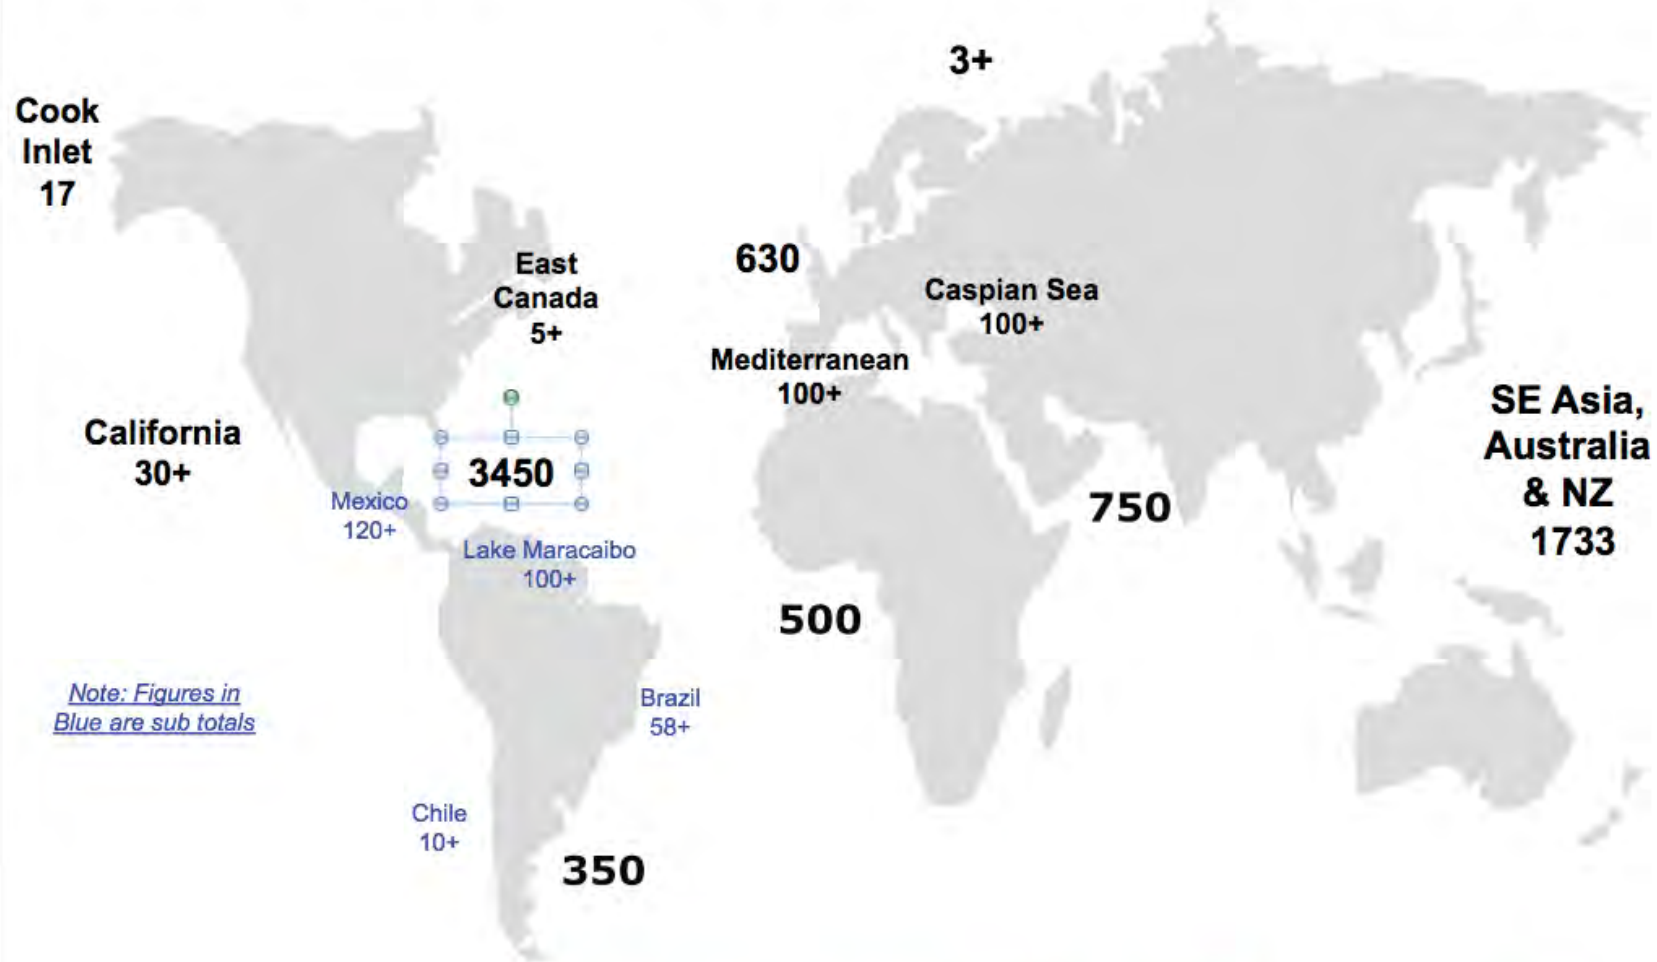 3+
Cook
Inlet
17
630
East
Canada
5+
Caspian Sea
100+
Mediterranean
100+
California
30+
3450
Mexico
120+
Lake Maracaibo
100+
750
SE Asia,
Australia
& NZ
1733
500
Note: Figures in
Blue are sub totals
Brazil
58+
Chile
10+
350